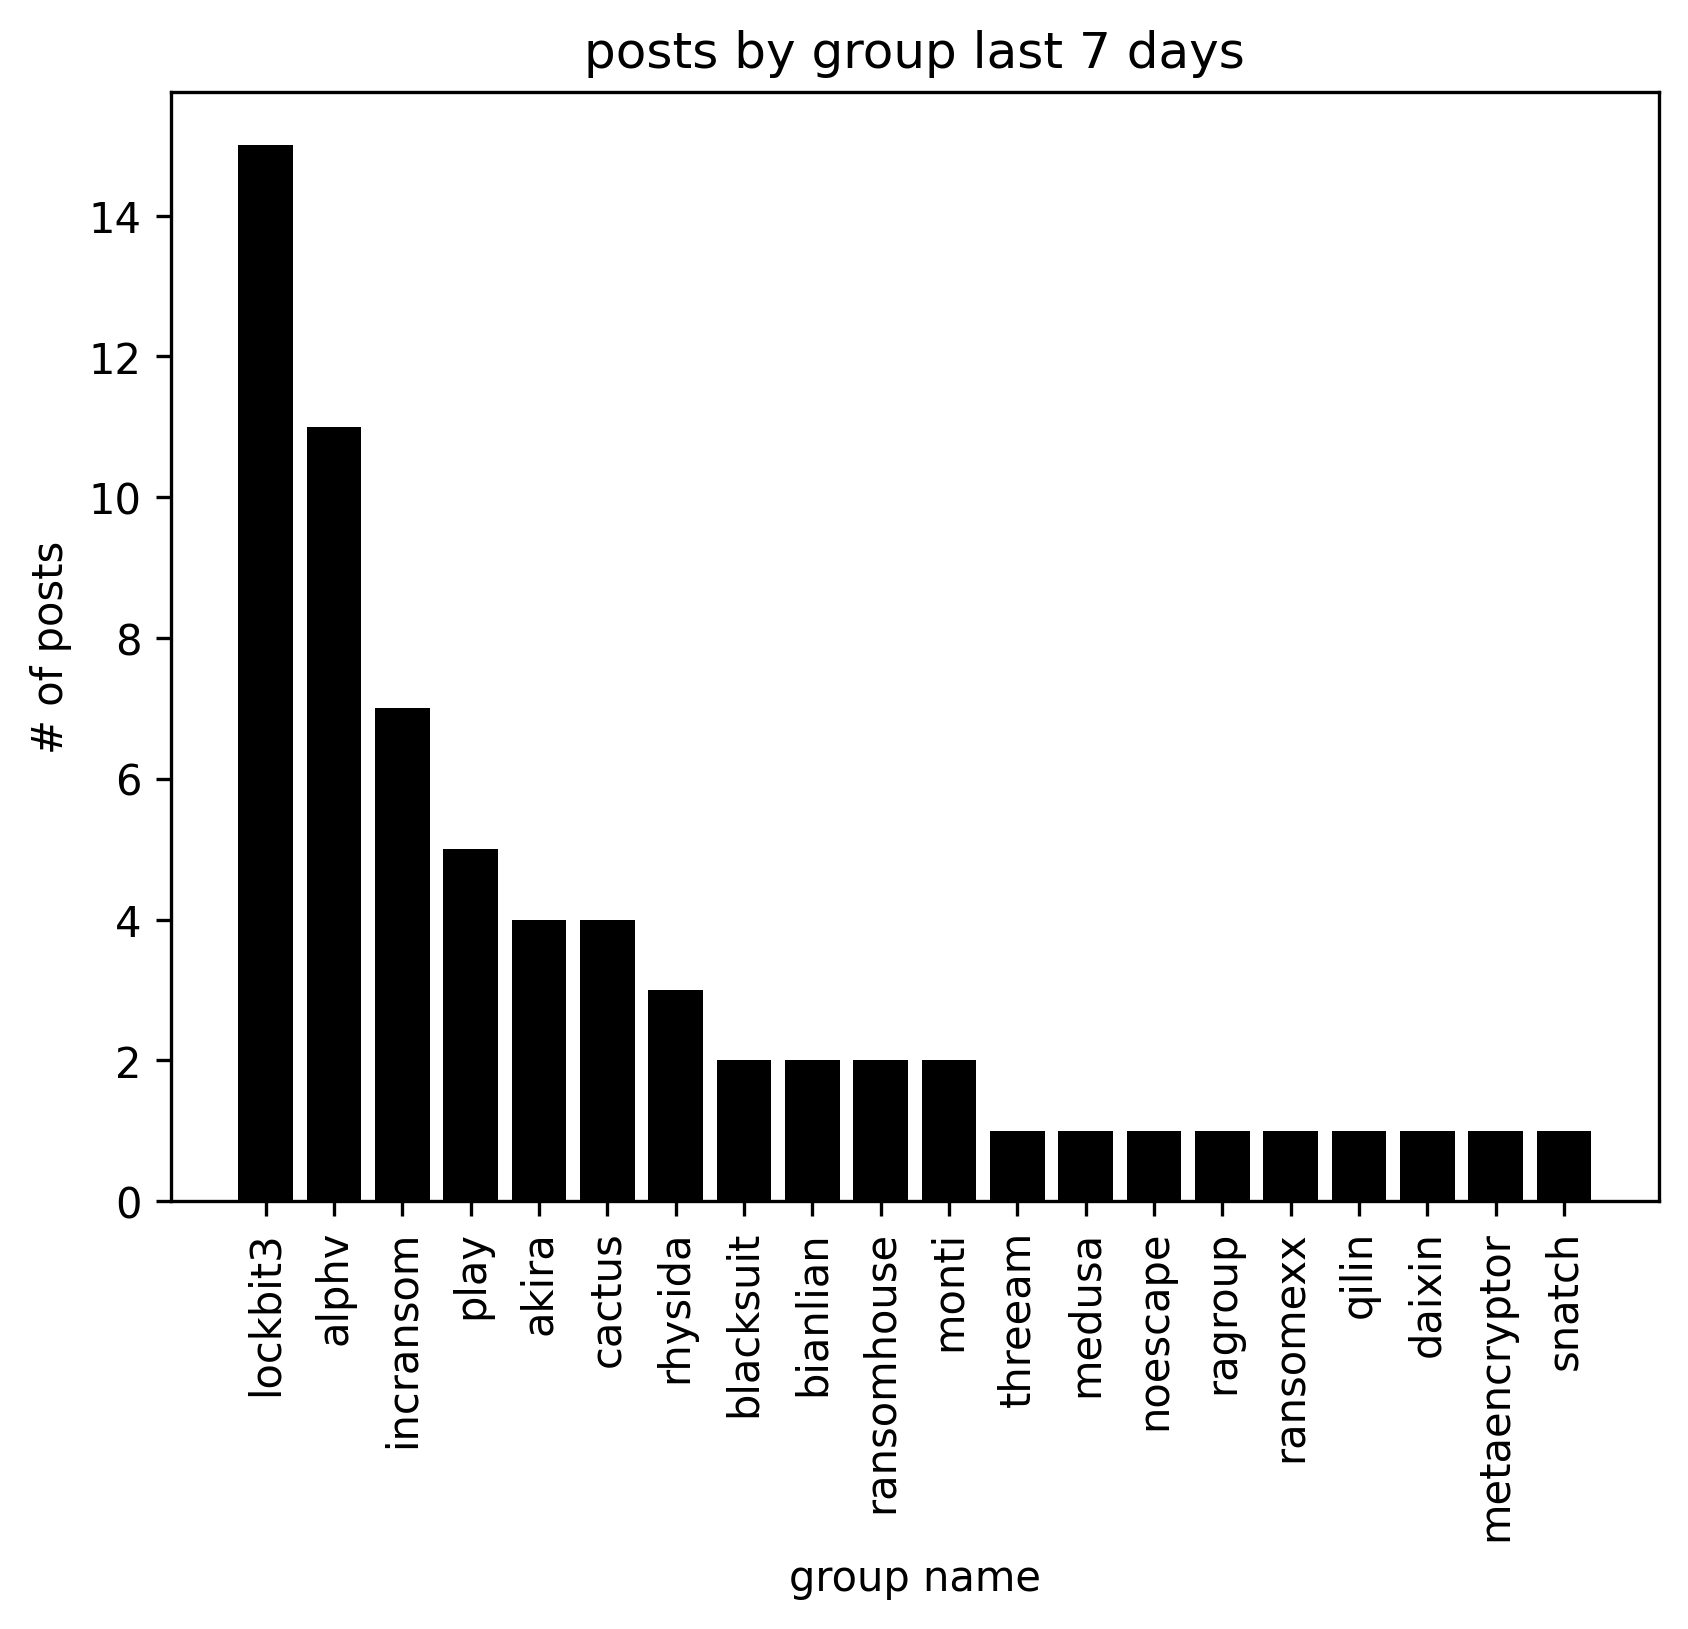 posts by group last 7 days
14
12
10
8
6
4
2
0
# of posts
lockbit3
alphv
incransom
play
akira
cactus
rhysida
blacksuit
bianlian
ransomhouse
monti
threeam
medusa
noescape
ragroup
ransomexx
qilin
daixin
metaencryptor
snatch
group name